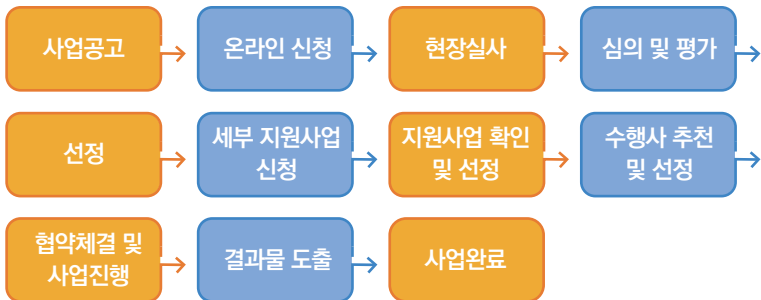 사업공고
온라인 신청
현장실사
심의 및 평가
선정
세부 지원사업
신청
지원사업 확인
및 선정
수행사 추천
및 선정
협약체결 및
사업진행
결과물 도출
사업완료